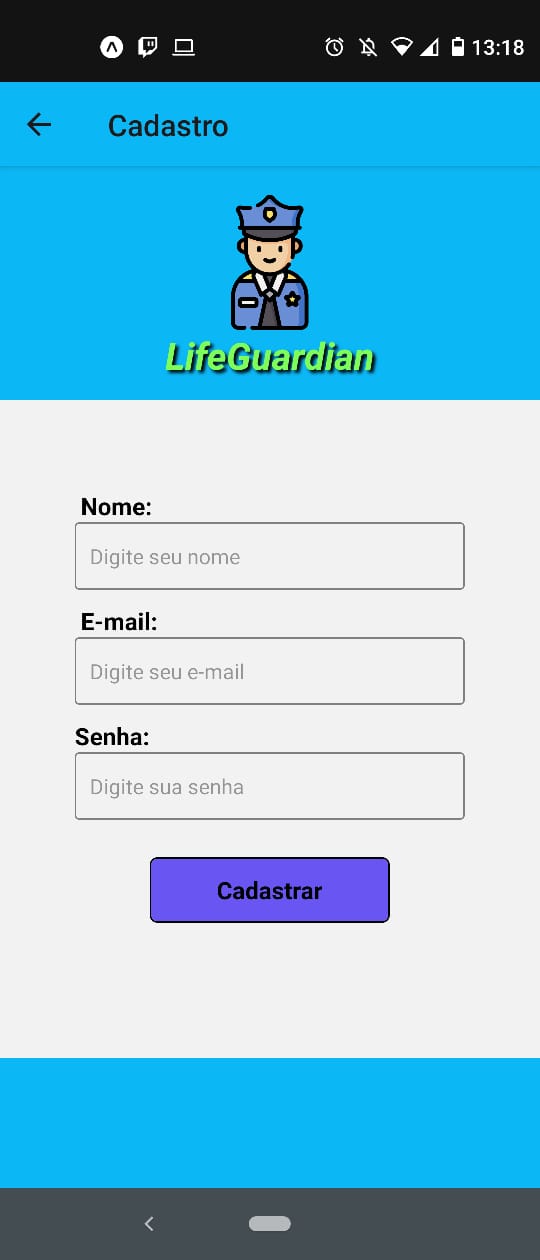 13:18
Cadastro
LifeGuardian
Nome:
Digite seu nome
E-mail:
Digite seu e-mail
Senha:
Digite sua senha
Cadastrar